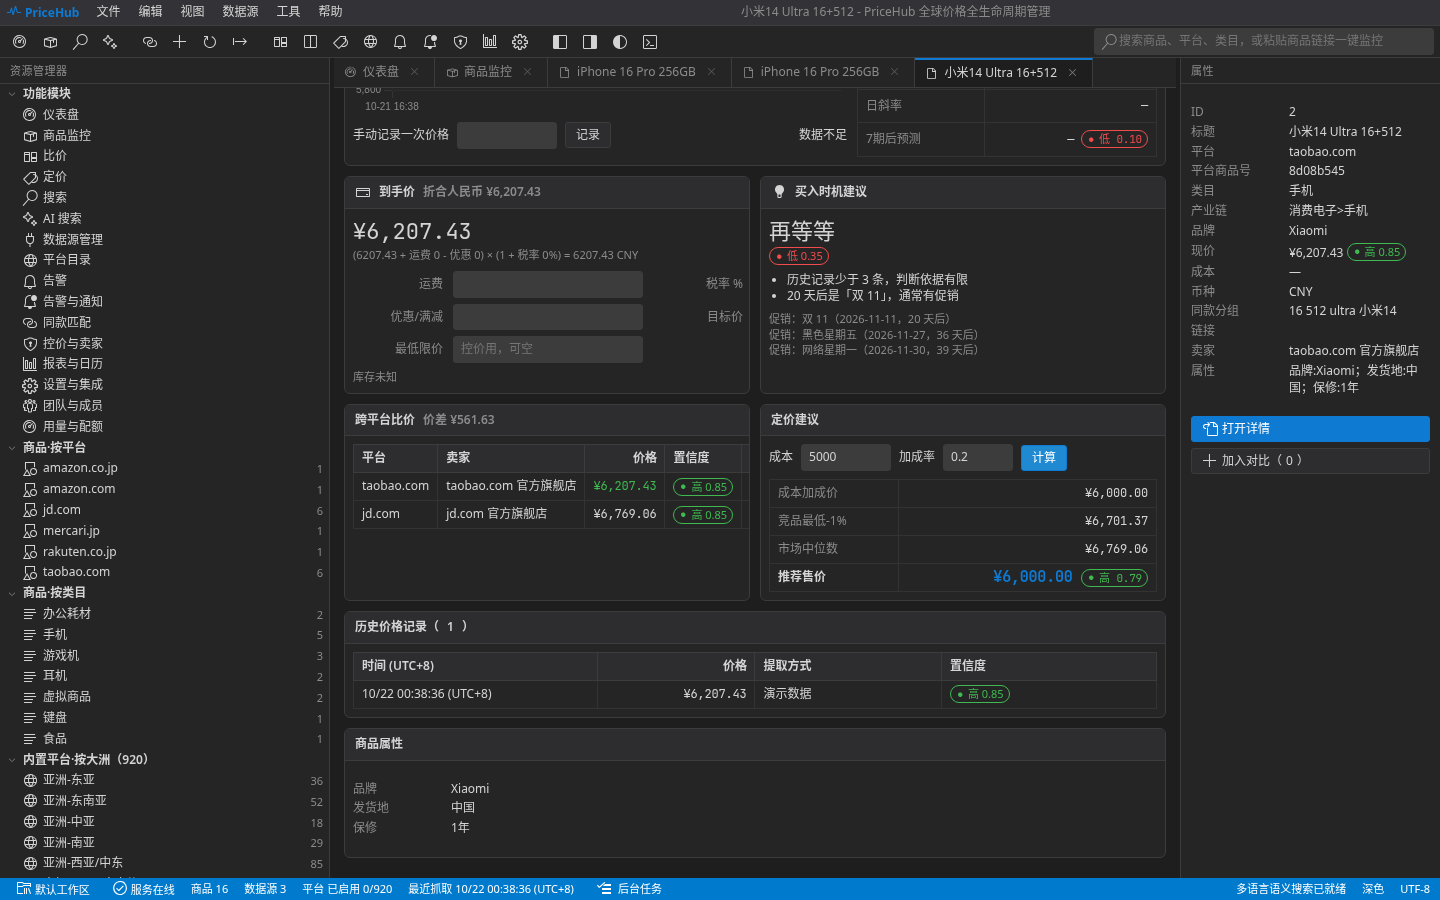 PriceHub 文件 编辑 视图 数据源 工具 帮助 小米14 Ultra 16+512 - PriceHub 全球价格全生命周期管理
搜索商品、平台、类目，或粘贴商品链接一键监控
资源管理器
功能模块
仪表盘
商品监控
比价
定价
搜索
AI 搜索
数据源管理
平台目录
告警
告警与通知
同款匹配
控价与卖家
报表与日历
设置与集成
团队与成员
用量与配额
商品·按平台
amazon.co.jp 1
amazon.com 1
jd.com 6
mercari.jp 1
rakuten.co.jp 1
taobao.com 6
商品·按类目
办公耗材 2
手机 5
游戏机 3
耳机 2
虚拟商品 2
键盘 1
食品 1
内置平台·按大洲（920）
亚洲-东亚 36
亚洲-东南亚 52
亚洲-中亚 18
亚洲-南亚 29
亚洲-西亚/中东 85
仪表盘 商品监控 iPhone 16 Pro 256GB iPhone 16 Pro 256GB 小米14 Ultra 16+512
5,800
10-21 16:38
手动记录一次价格 记录 数据不足
日斜率 —
7期后预测 — 低 0.10
到手价 折合人民币 ¥6,207.43
¥6,207.43
(6207.43 + 运费 0 - 优惠 0) × (1 + 税率 0%) = 6207.43 CNY
运费 税率 %
优惠/满减 目标价
最低限价 控价用，可空
库存未知
买入时机建议
再等等
低 0.35
• 历史记录少于 3 条，判断依据有限
• 20 天后是「双 11」，通常有促销
促销：双 11（2026-11-11，20 天后）
促销：黑色星期五（2026-11-27，36 天后）
促销：网络星期一（2026-11-30，39 天后）
跨平台比价 价差 ¥561.63
平台 卖家 价格 置信度
taobao.com taobao.com 官方旗舰店 ¥6,207.43 高 0.85
jd.com jd.com 官方旗舰店 ¥6,769.06 高 0.85
定价建议
成本 5000 加成率 0.2 计算
成本加成价 ¥6,000.00
竞品最低-1% ¥6,701.37
市场中位数 ¥6,769.06
推荐售价 ¥6,000.00 高 0.79
历史价格记录（ 1 ）
时间 (UTC+8) 价格 提取方式 置信度
10/22 00:38:36 (UTC+8) ¥6,207.43 演示数据 高 0.85
商品属性
品牌 Xiaomi
发货地 中国
保修 1年
属性
ID 2
标题 小米14 Ultra 16+512
平台 taobao.com
平台商品号 8d08b545
类目 手机
产业链 消费电子>手机
品牌 Xiaomi
现价 ¥6,207.43 高 0.85
成本 —
币种 CNY
同款分组 16 512 ultra 小米14
链接
卖家 taobao.com 官方旗舰店
属性 品牌:Xiaomi；发货地:中
国；保修:1年
打开详情
加入对比（ 0 ）
默认工作区 服务在线 商品 16 数据源 3 平台 已启用 0/920 最近抓取 10/22 00:38:36 (UTC+8) 后台任务 多语言语义搜索已就绪 深色 UTF-8